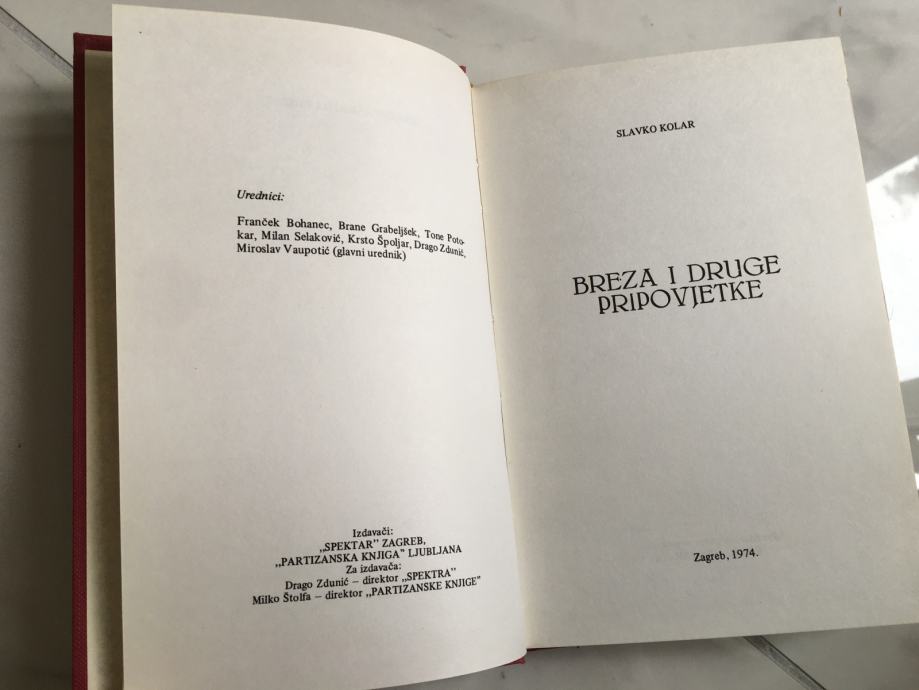 Urednici:
Franček Bohanec, Brane Grabeljšek, Tone Poto-
kar, Milan Selaković, Krsto Špoljar, Drago Zdunić,
Miroslav Vaupotić (glavni urednik)
Izdavači:
,,SPEKTAR” ZAGREB,
,,PARTIZANSKA KNJIGA” LJUBLJANA
Za izdavača:
Drago Zdunić – direktor ,,SPEKTRA”
Milko Štolfa – direktor ,,PARTIZANSKE KNJIGE”
SLAVKO KOLAR
BREZA I DRUGE
PRIPOVJETKE
Zagreb, 1974.